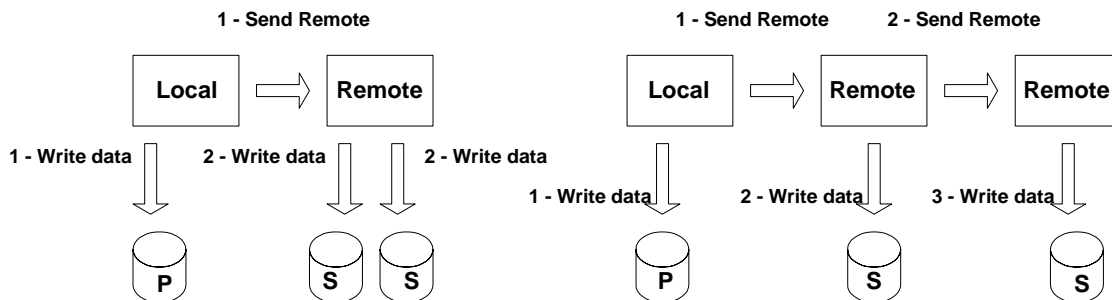 1 - Send Remote
1 - Send Remote
2 - Send Remote
Local
Remote
Local
Remote
Remote
1 - Write data
2 - Write data
2 - Write data
1 - Write data
2 - Write data
3 - Write data
P
S
S
P
S
S